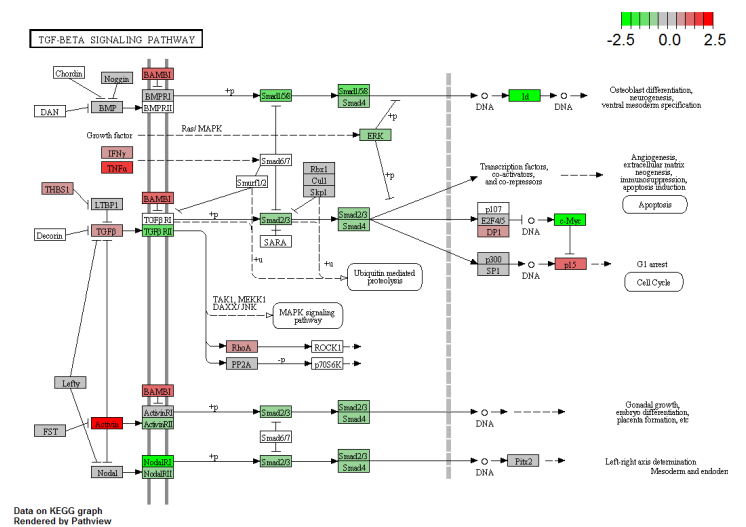 -2.5 0 2.5
TGF-BETA SIGNALING PATHWAY
Chordin
Noggin
BAMBI
DAN
BMP
BMPRI
BMPRII
+p
Smad1/5/8
Smad1/5/8
Smad4
DNA
Id
DNA
Osteoblast differentiation,
neurogenesis,
ventral mesoderm specification
Growth factor
Ras/ MAPK
ERK
+p
+p
IFNγ
TNFα
Smad6/7
Rbx1
Cul1
Skp1
Smurf1/2
Transcription factors,
co-activators,
and co-repressors
Angiogenesis,
extracellular matrix
neogenesis,
immunosuppression,
apoptosis induction
Apoptosis
THBS1
LTBP1
BAMBI
Decorin
TGFβ
TGFβ RI
TGFβ RII
+p
Smad2/3
SARA
Smad2/3
Smad4
p107
E2F4/5
DP1
DNA
c-Myc
+u
+u
Ubiquitin mediated
proteolysis
p300
SP1
DNA
p15
G1 arrest
Cell Cycle
TAK1, MEKK1
DAXX/ JNK
MAPK signaling
pathway
RhoA
ROCK1
PP2A
-p
p70S6K
Lefty
BAMBI
FST
ActivinRI
ActivinRII
+p
Smad2/3
Smad2/3
Smad4
DNA
Gonadal growth,
embryo differentiation,
placenta formation, etc
Smad6/7
Nodal
NodalRI
NodalRII
+p
Smad2/3
Smad2/3
Smad4
DNA
Pitx2
Left-right axis determination
Mesoderm and endoderm
Data on KEGG graph
Rendered by Pathview